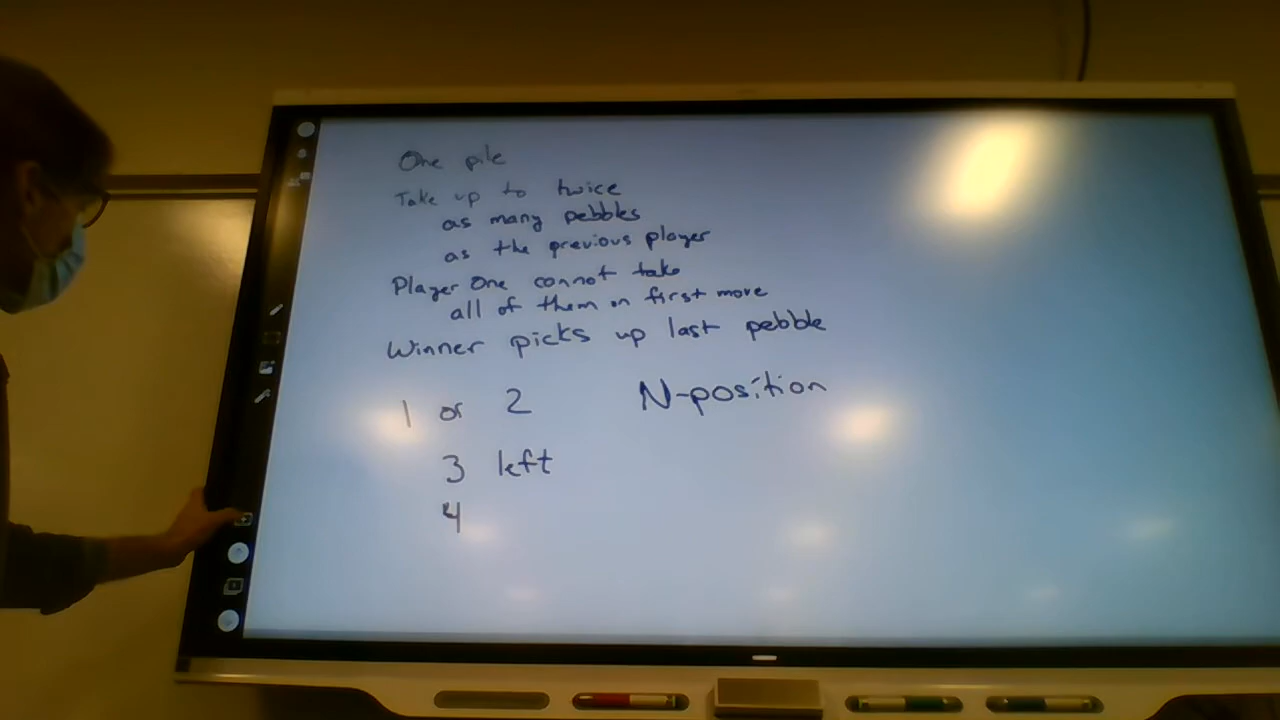 One pile
Take up to twice
as many pebbles
as the previous player
Player One cannot take
all of them on first move
Winner picks up last pebble
1 or 2 N-position
3 left
4